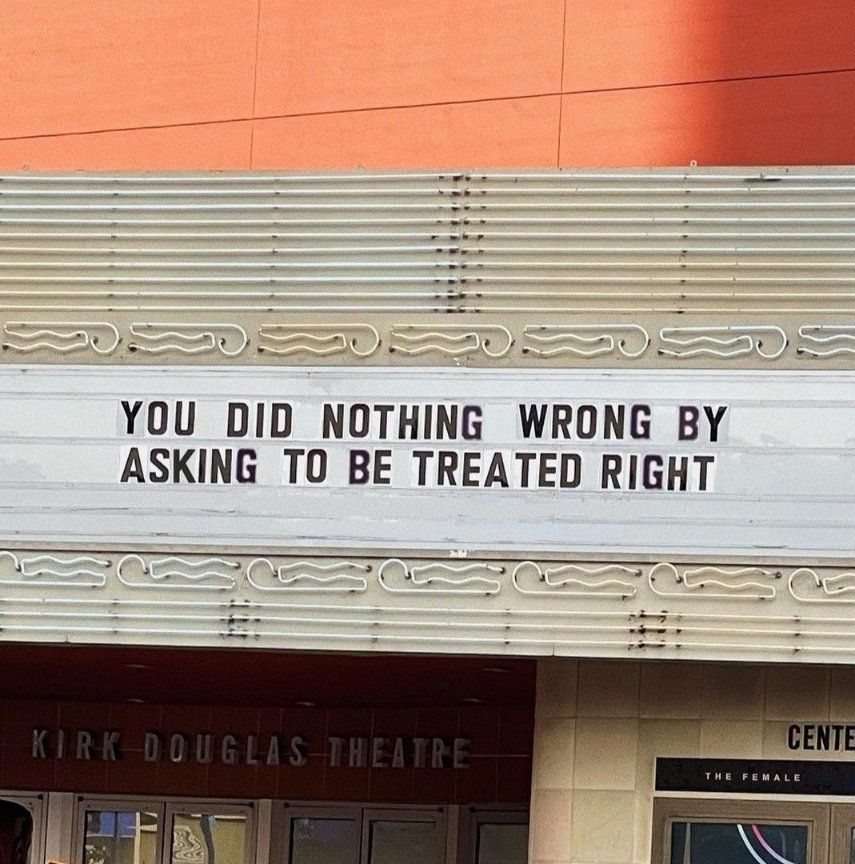 YOU DID NOTHING WRONG BY
ASKING TO BE TREATED RIGHT
KIRK DOUGLAS THEATRE
CENTE
THE FEMALE